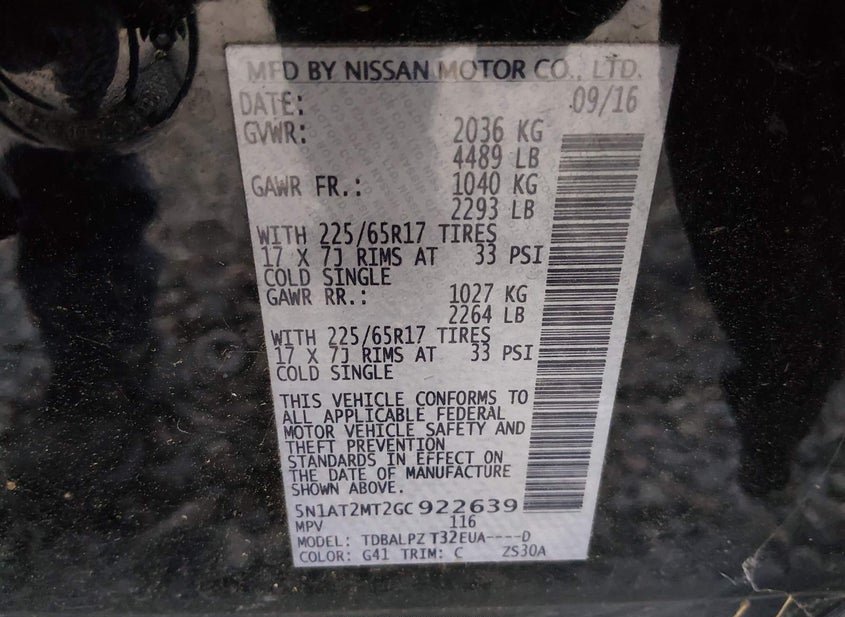 MFD BY NISSAN MOTOR CO., LTD.
DATE: 09/16
GVWR: 2036 KG
4489 LB
GAWR FR.: 1040 KG
2293 LB
WITH 225/65R17 TIRES
17 X 7J RIMS AT 33 PSI
COLD SINGLE
GAWR RR.: 1027 KG
2264 LB
WITH 225/65R17 TIRES
17 X 7J RIMS AT 33 PSI
COLD SINGLE
THIS VEHICLE CONFORMS TO
ALL APPLICABLE FEDERAL
MOTOR VEHICLE SAFETY AND
THEFT PREVENTION
STANDARDS IN EFFECT ON
THE DATE OF MANUFACTURE
SHOWN ABOVE.
5N1AT2MT2GC922639
MPV 116
MODEL: TDBALPZ T32EUA----D
COLOR: G41 TRIM: C ZS30A